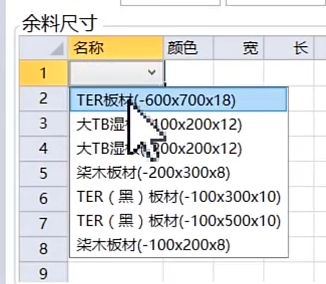 余料尺寸
名称 颜色 宽 长
1
2 TER板材(-600x700x18)
3 大TB湿 100x200x12)
4 大TB湿 200x200x12)
5 柒木板材(-200x300x8)
6 TER（黑）板材(-100x300x10)
7 TER（黑）板材(-100x500x10)
8 柒木板材(-100x200x8)
9